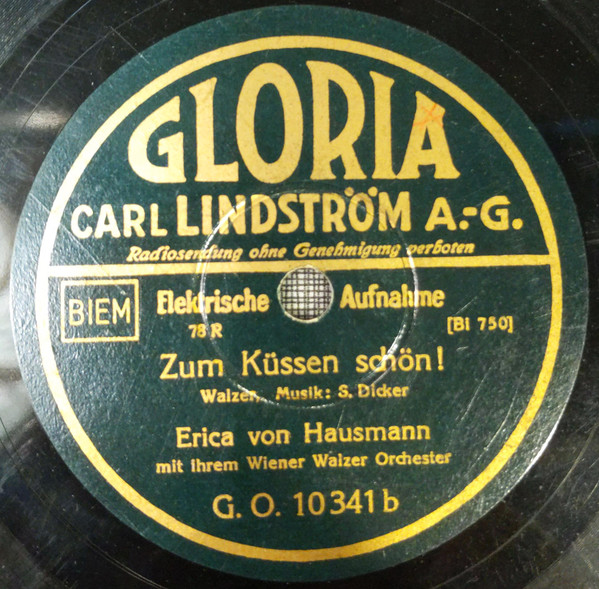 GLORIA
CARL LINDSTRÖM A.-G.
Radiosendung ohne Genehmigung verboten
BIEM Elektrische Aufnahme
78 R [BI 750]
Zum Küssen schön!
Walzer, Musik: S. Dicker
Erica von Hausmann
mit ihrem Wiener Walzer Orchester
G. O. 10341 b